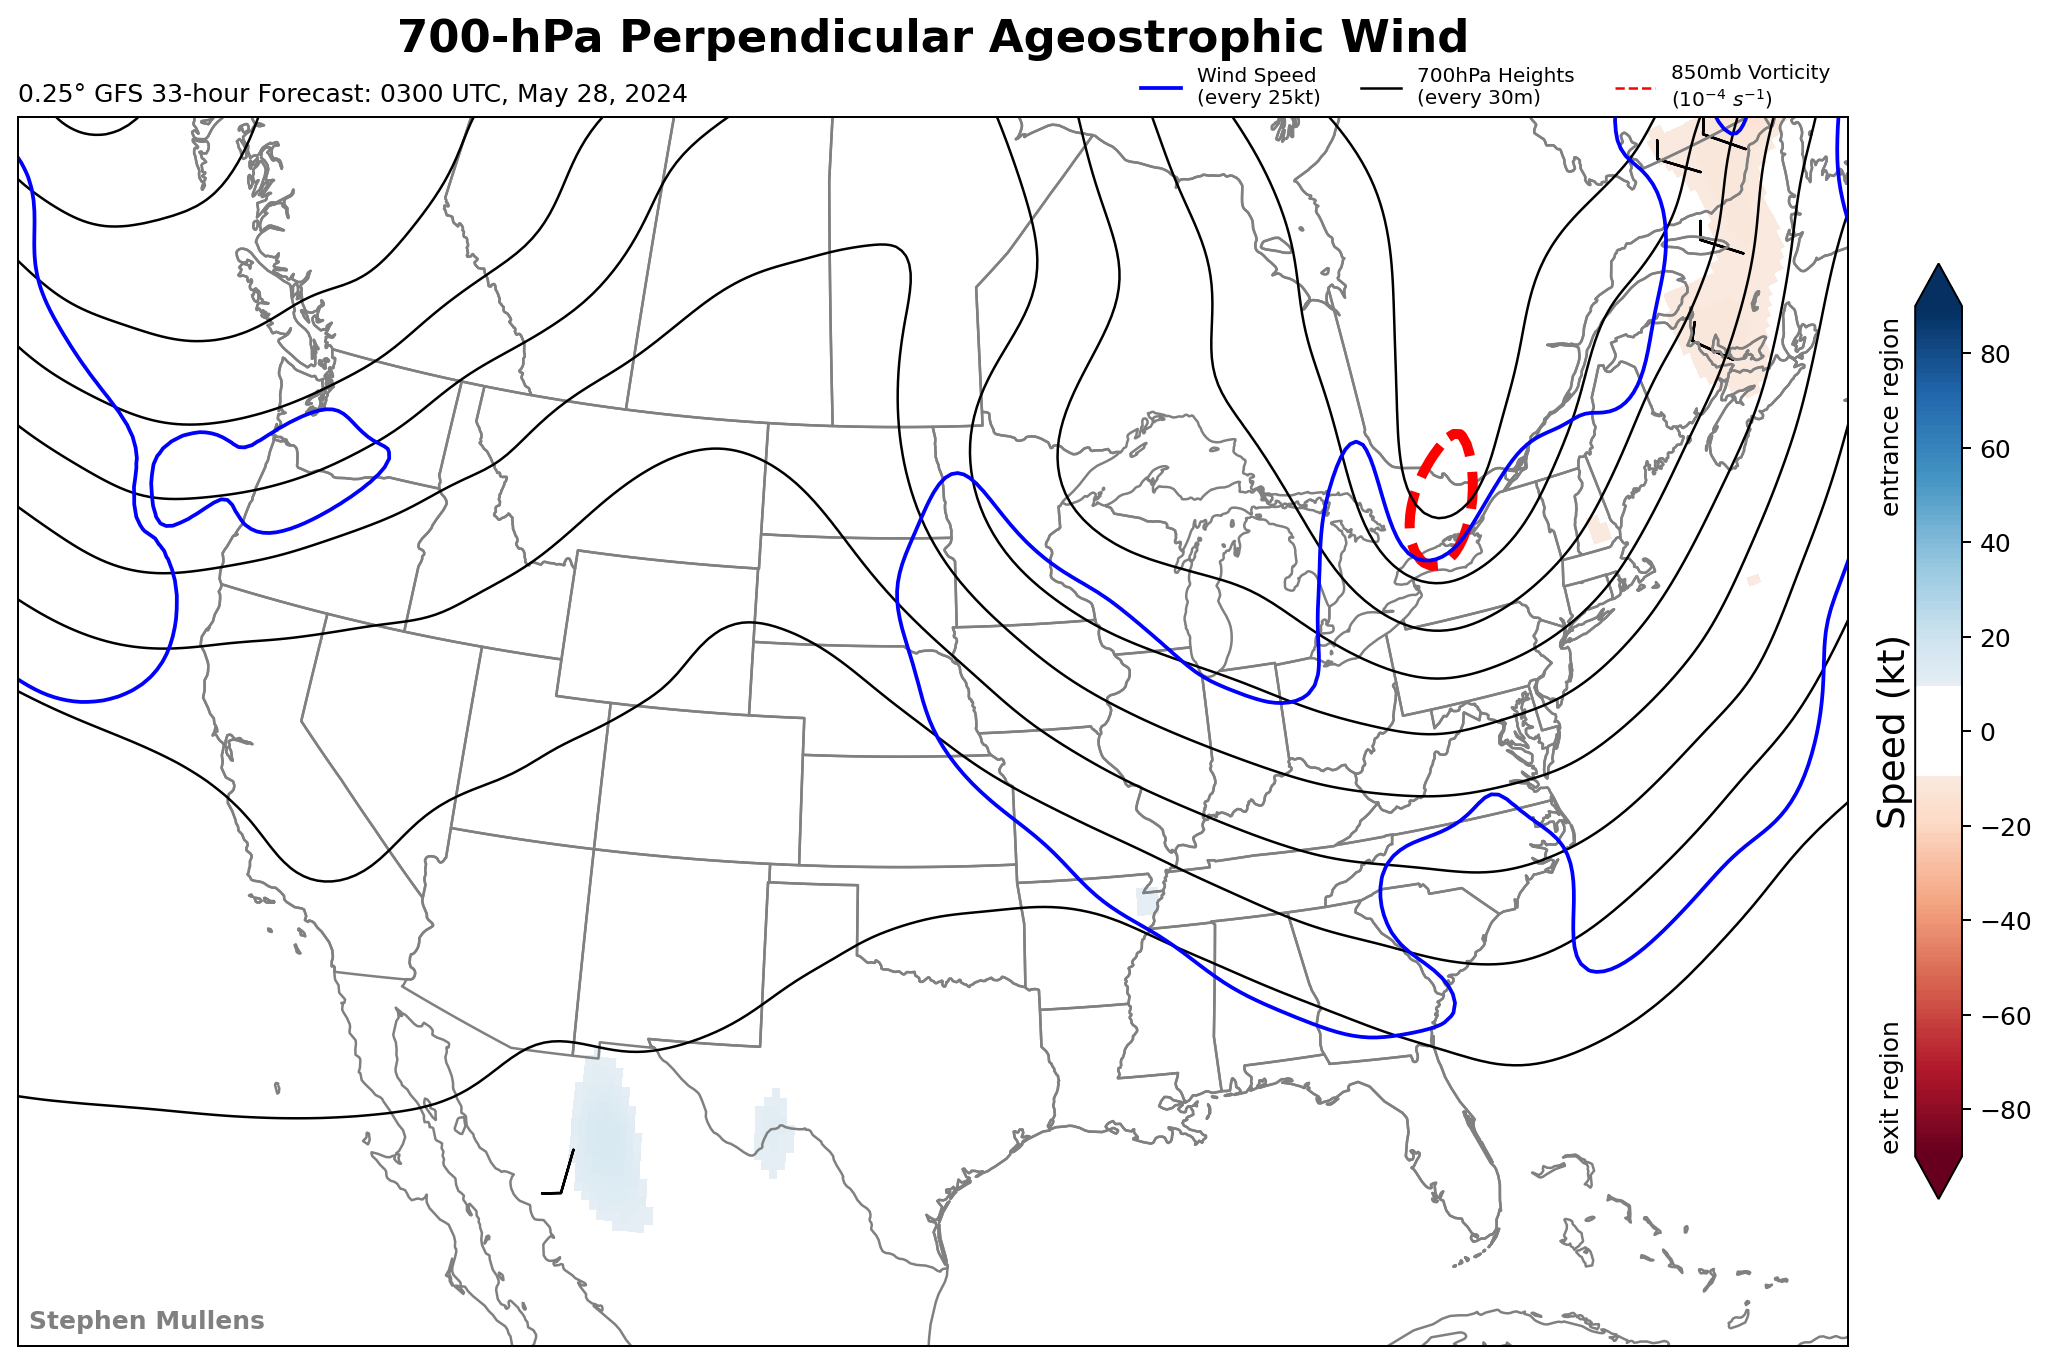 700-hPa Perpendicular Ageostrophic Wind
0.25° GFS 33-hour Forecast: 0300 UTC, May 28, 2024
Wind Speed
(every 25kt)
700hPa Heights
(every 30m)
850mb Vorticity
(10⁻⁴ s⁻¹)
entrance region
Speed (kt)
exit region
80
60
40
20
0
−20
−40
−60
−80
Stephen Mullens